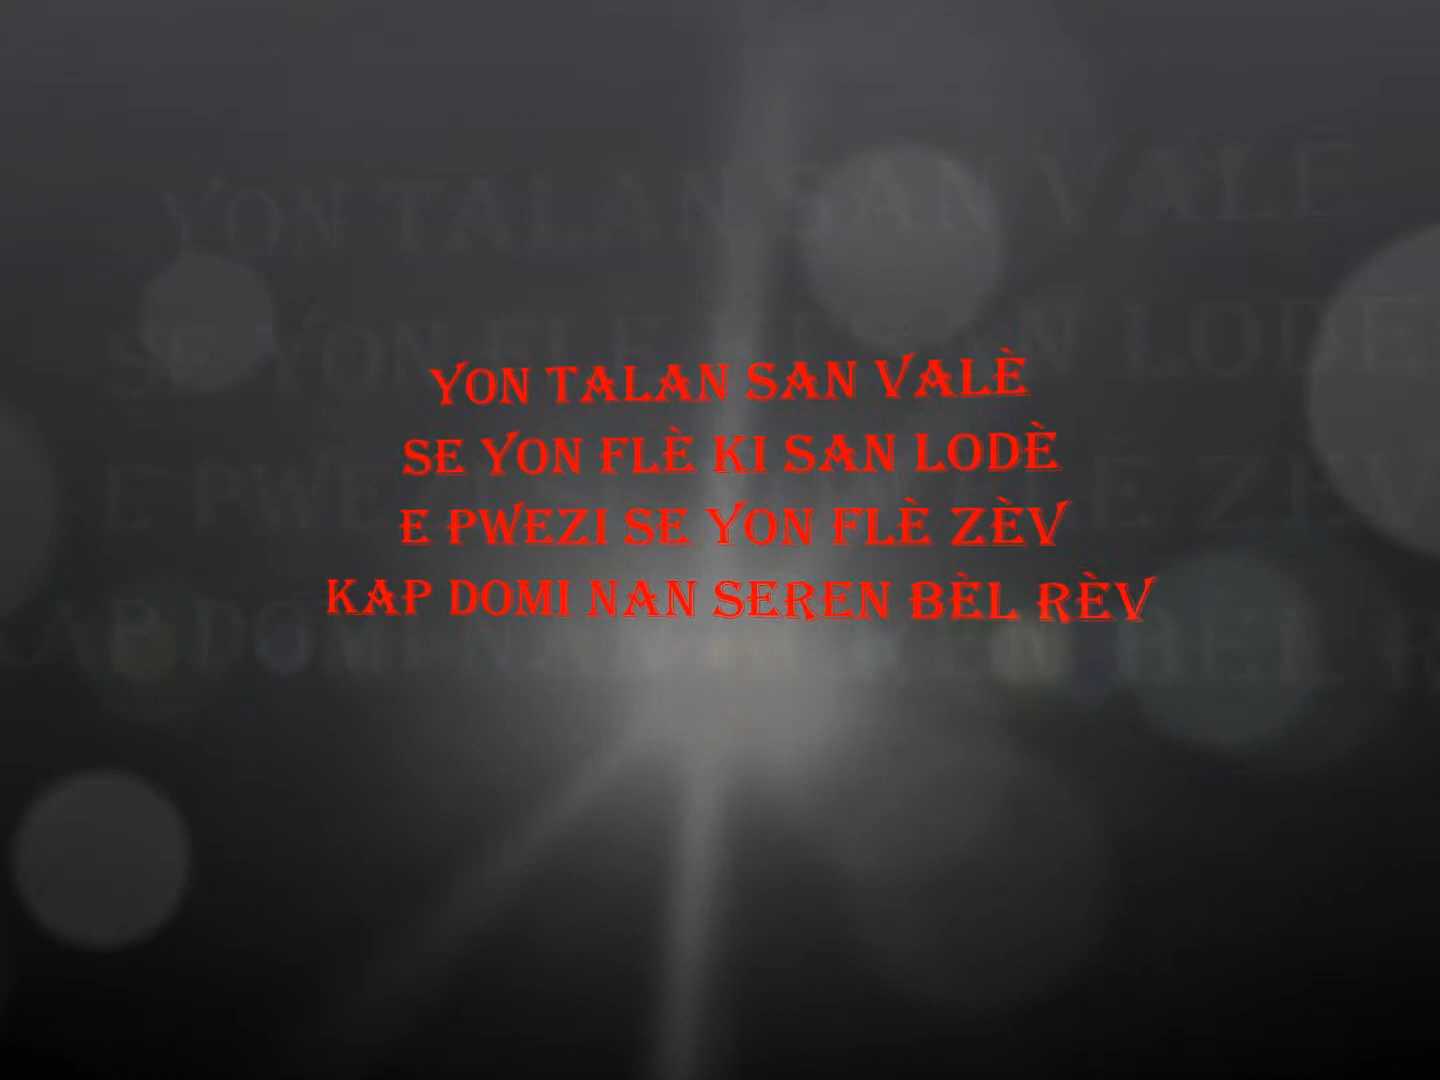 YON TALAN SAN VALÈ
SE YON FLÈ KI SAN LODÈ
E PWEZI SE YON FLÈ ZÈV
KAP DOMI NAN SEREN BÈL RÈV